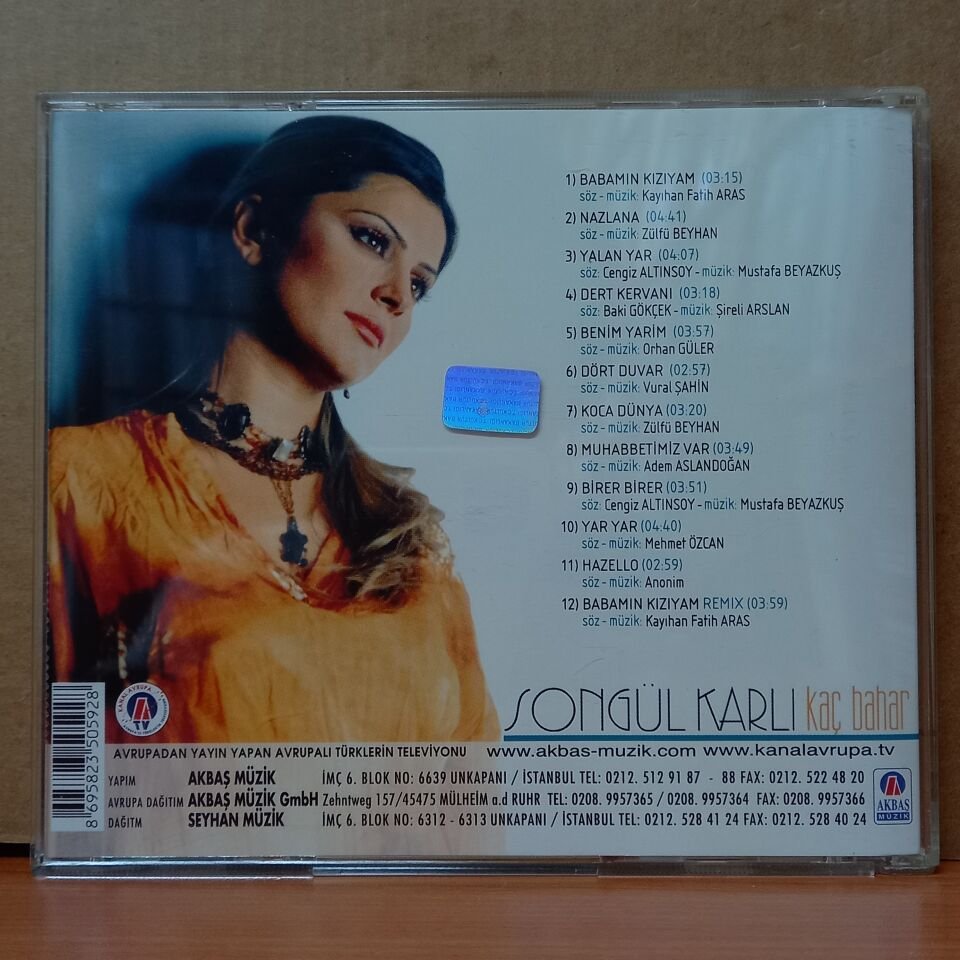 1) BABAMIN KIZIYAM (03:15)
söz - müzik: Kayıhan Fatih ARAS
2) NAZLANA (04:41)
söz - müzik: Zülfü BEYHAN
3) YALAN YAR (04:07)
söz: Cengiz ALTINSOY - müzik: Mustafa BEYAZKUŞ
4) DERT KERVANI (03:18)
söz: Baki GÖKÇEK - müzik: Şireli ARSLAN
5) BENİM YARİM (03:57)
söz - müzik: Orhan GÜLER
6) DÖRT DUVAR (02:57)
söz - müzik: Vural ŞAHİN
7) KOCA DÜNYA (03:20)
söz - müzik: Zülfü BEYHAN
8) MUHABBETİMİZ VAR (03:49)
söz - müzik: Adem ASLANDOĞAN
9) BİRER BİRER (03:51)
söz: Cengiz ALTINSOY - müzik: Mustafa BEYAZKUŞ
10) YAR YAR (04:40)
söz - müzik: Mehmet ÖZCAN
11) HAZELLO (02:59)
söz - müzik: Anonim
12) BABAMIN KIZIYAM REMIX (03:59)
söz - müzik: Kayıhan Fatih ARAS
SONGÜL KARLI kaç bahar
KANALAVRUPA
TV
8 695823 505928
AVRUPADAN YAYIN YAPAN AVRUPALI TÜRKLERİN TELEVİYONU www.akbas-muzik.com www.kanalavrupa.tv
YAPIM AKBAŞ MÜZİK İMÇ 6. BLOK NO: 6639 UNKAPANI / İSTANBUL TEL: 0212. 512 91 87 - 88 FAX: 0212. 522 48 20
AVRUPA DAĞITIM AKBAŞ MÜZİK GmbH Zehntweg 157/45475 MÜLHEİM a.d RUHR TEL: 0208. 9957365 / 0208. 9957364 FAX: 0208. 9957366
DAĞITM SEYHAN MÜZİK İMÇ 6. BLOK NO: 6312 - 6313 UNKAPANI / İSTANBUL TEL: 0212. 528 41 24 FAX: 0212. 528 40 24
AKBAŞ
MÜZİK